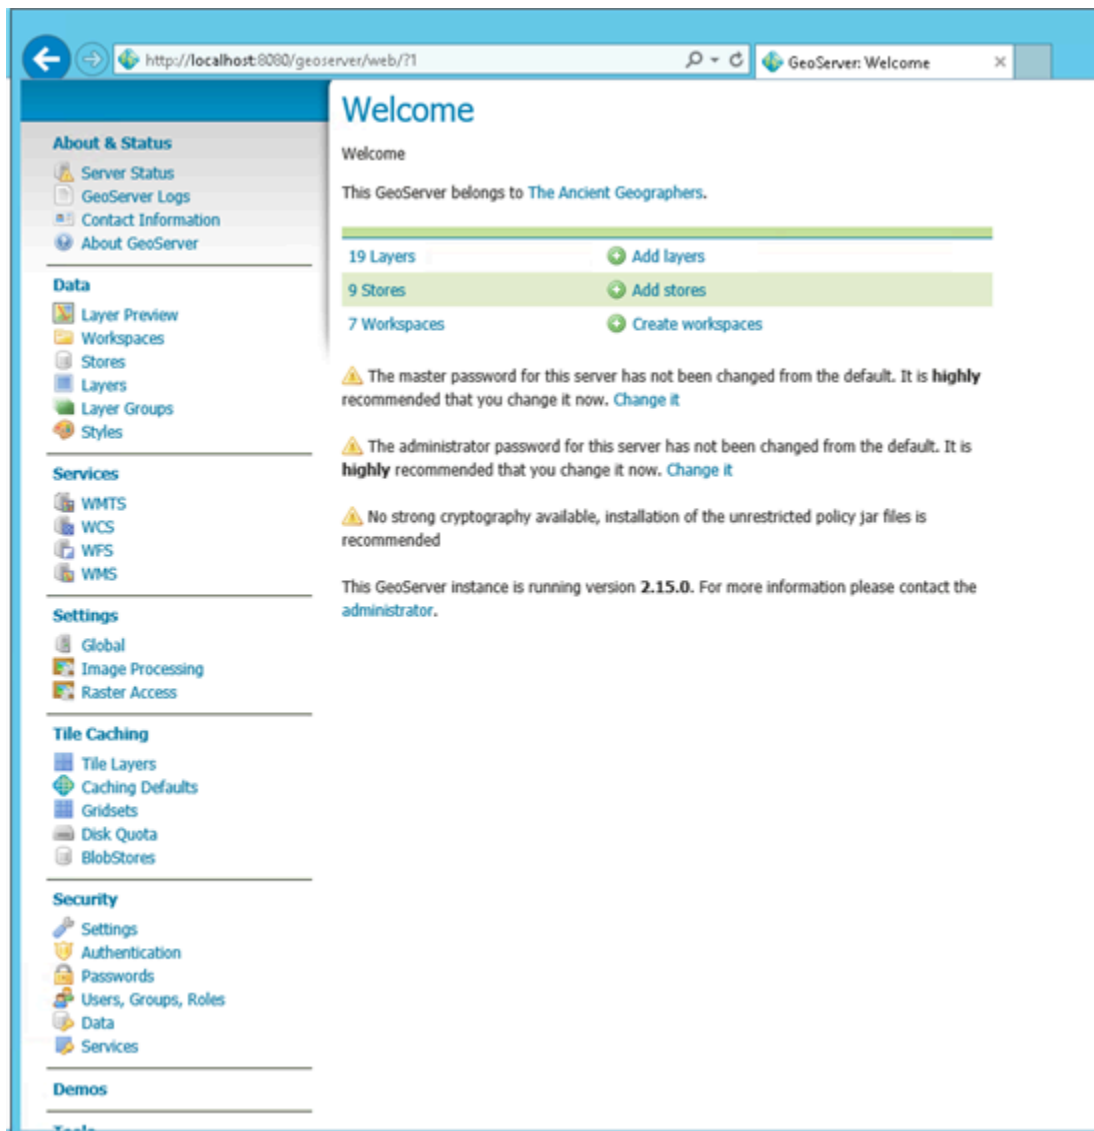 http://localhost:8080/geoserver/web/?1
GeoServer: Welcome
Welcome
About & Status
Server Status
GeoServer Logs
Contact Information
About GeoServer
Data
Layer Preview
Workspaces
Stores
Layers
Layer Groups
Styles
Services
WMTS
WCS
WFS
WMS
Settings
Global
Image Processing
Raster Access
Tile Caching
Tile Layers
Caching Defaults
Gridsets
Disk Quota
BlobStores
Security
Settings
Authentication
Passwords
Users, Groups, Roles
Data
Services
Demos
Welcome
This GeoServer belongs to The Ancient Geographers.
19 Layers Add layers
9 Stores Add stores
7 Workspaces Create workspaces
The master password for this server has not been changed from the default. It is highly
recommended that you change it now. Change it
The administrator password for this server has not been changed from the default. It is
highly recommended that you change it now. Change it
No strong cryptography available, installation of the unrestricted policy jar files is
recommended
This GeoServer instance is running version 2.15.0. For more information please contact the
administrator.